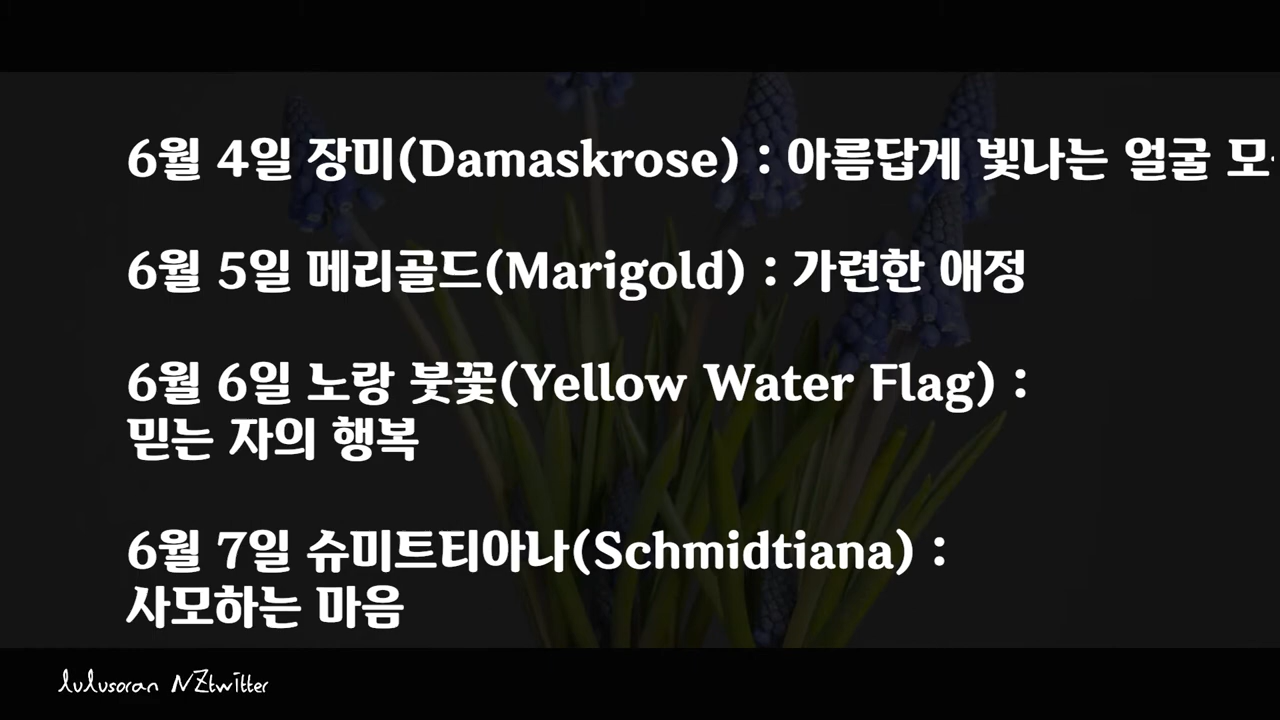 6월 4일 장미(Damaskrose) : 아름답게 빛나는 얼굴
6월 5일 메리골드(Marigold) : 가련한 애정
6월 6일 노랑 붓꽃(Yellow Water Flag) :
믿는 자의 행복
6월 7일 슈미트티아나(Schmidtiana) :
사모하는 마음
lulusoran NZtwitter